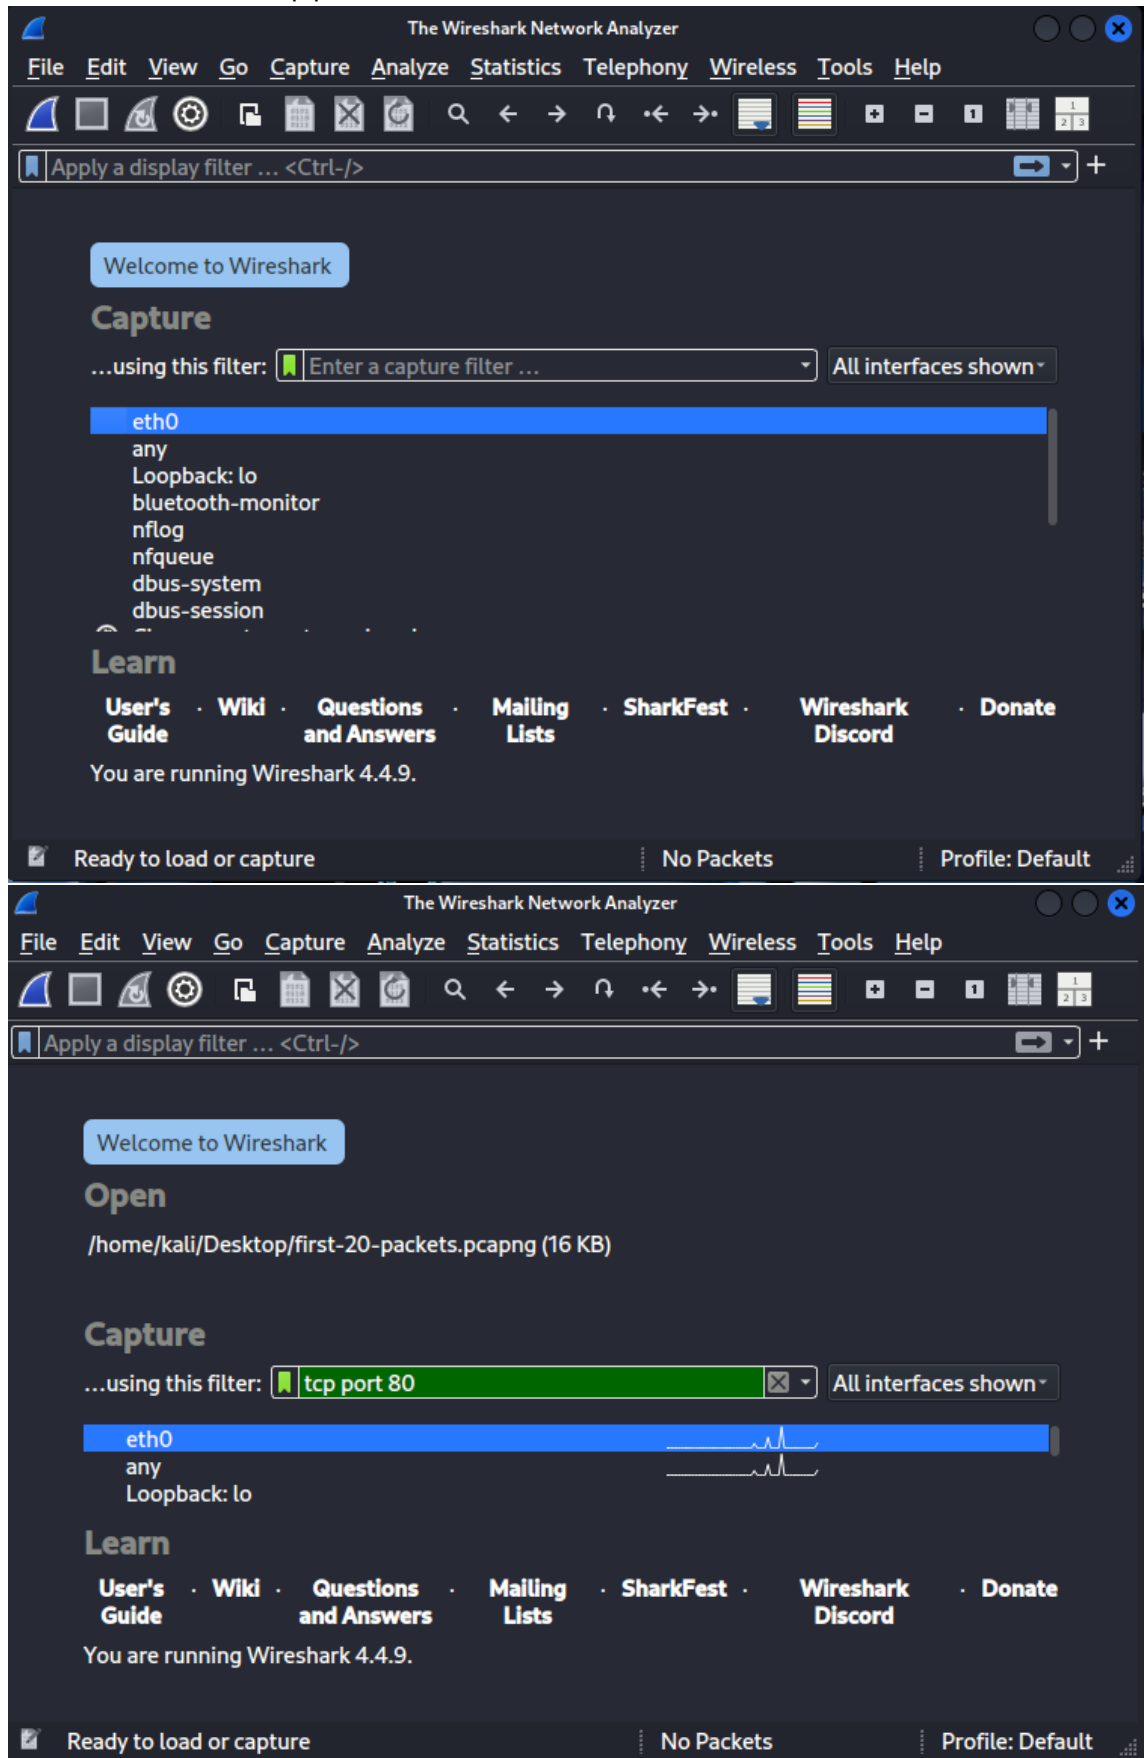 The Wireshark Network Analyzer
File Edit View Go Capture Analyze Statistics Telephony Wireless Tools Help
Apply a display filter ... <Ctrl-/>
Welcome to Wireshark
Capture
...using this filter: Enter a capture filter ... All interfaces shown
eth0
any
Loopback: lo
bluetooth-monitor
nflog
nfqueue
dbus-system
dbus-session
Learn
User's Guide · Wiki · Questions and Answers · Mailing Lists · SharkFest · Wireshark Discord · Donate
You are running Wireshark 4.4.9.
Ready to load or capture No Packets Profile: Default
The Wireshark Network Analyzer
File Edit View Go Capture Analyze Statistics Telephony Wireless Tools Help
Apply a display filter ... <Ctrl-/>
Welcome to Wireshark
Open
/home/kali/Desktop/first-20-packets.pcapng (16 KB)
Capture
...using this filter: tcp port 80 All interfaces shown
eth0
any
Loopback: lo
Learn
User's Guide · Wiki · Questions and Answers · Mailing Lists · SharkFest · Wireshark Discord · Donate
You are running Wireshark 4.4.9.
Ready to load or capture No Packets Profile: Default